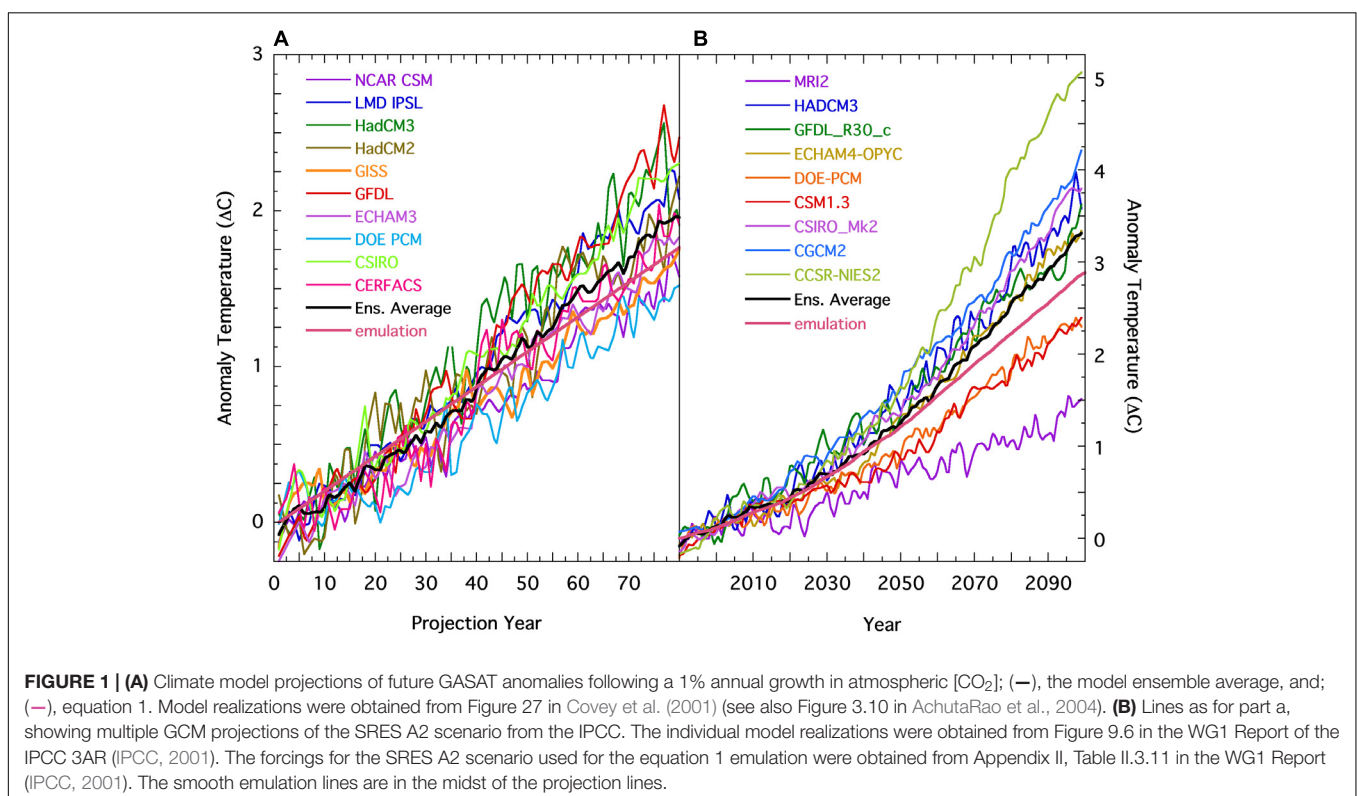 A
B
3
2
1
0
Anomaly Temperature (ΔC)
NCAR CSM
LMD IPSL
HadCM3
HadCM2
GISS
GFDL
ECHAM3
DOE PCM
CSIRO
CERFACS
Ens. Average
emulation
0 10 20 30 40 50 60 70
Projection Year
MRI2
HADCM3
GFDL_R30_c
ECHAM4-OPYC
DOE-PCM
CSM1.3
CSIRO_Mk2
CGCM2
CCSR-NIES2
Ens. Average
emulation
5
4
3
2
1
0
Anomaly Temperature (ΔC)
2010 2030 2050 2070 2090
Year
FIGURE 1 | (A) Climate model projections of future GASAT anomalies following a 1% annual growth in atmospheric [CO₂]; (—), the model ensemble average, and;
(—), equation 1. Model realizations were obtained from Figure 27 in Covey et al. (2001) (see also Figure 3.10 in AchutaRao et al., 2004). (B) Lines as for part a,
showing multiple GCM projections of the SRES A2 scenario from the IPCC. The individual model realizations were obtained from Figure 9.6 in the WG1 Report of the
IPCC 3AR (IPCC, 2001). The forcings for the SRES A2 scenario used for the equation 1 emulation were obtained from Appendix II, Table II.3.11 in the WG1 Report
(IPCC, 2001). The smooth emulation lines are in the midst of the projection lines.